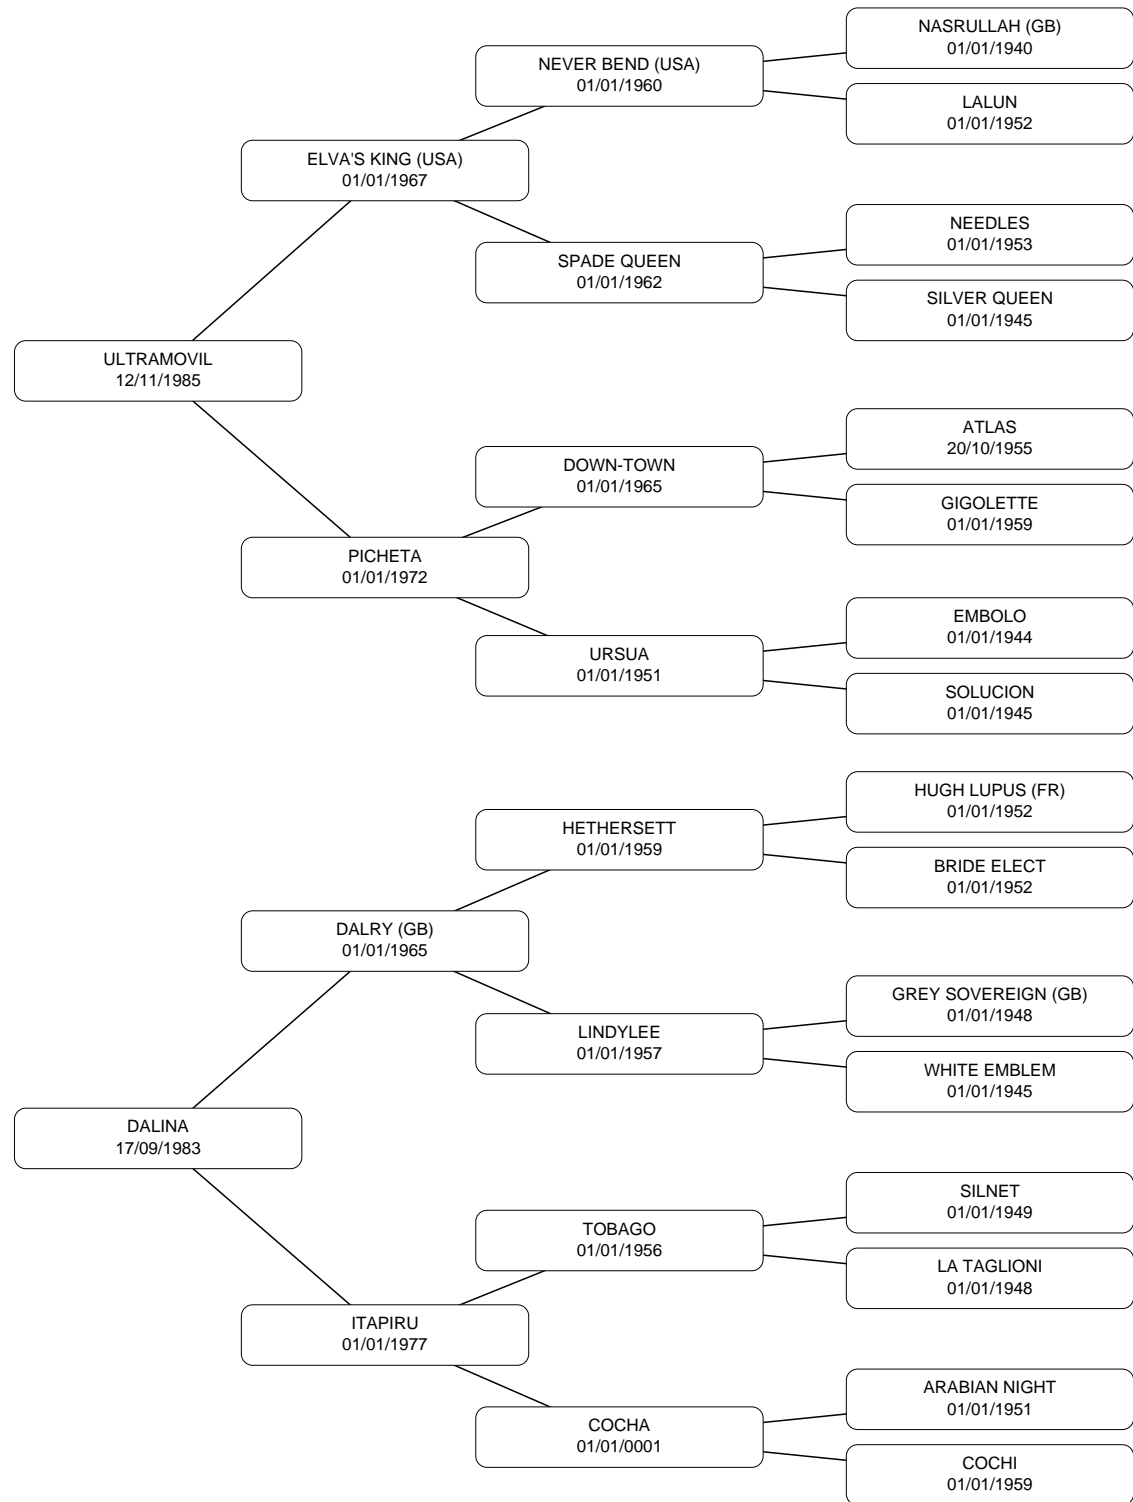 NASRULLAH (GB)
01/01/1940
NEVER BEND (USA)
01/01/1960
LALUN
01/01/1952
ELVA'S KING (USA)
01/01/1967
NEEDLES
01/01/1953
SPADE QUEEN
01/01/1962
SILVER QUEEN
01/01/1945
ULTRAMOVIL
12/11/1985
ATLAS
20/10/1955
DOWN-TOWN
01/01/1965
GIGOLETTE
01/01/1959
PICHETA
01/01/1972
EMBOLO
01/01/1944
URSUA
01/01/1951
SOLUCION
01/01/1945
HUGH LUPUS (FR)
01/01/1952
HETHERSETT
01/01/1959
BRIDE ELECT
01/01/1952
DALRY (GB)
01/01/1965
GREY SOVEREIGN (GB)
01/01/1948
LINDYLEE
01/01/1957
WHITE EMBLEM
01/01/1945
DALINA
17/09/1983
SILNET
01/01/1949
TOBAGO
01/01/1956
LA TAGLIONI
01/01/1948
ITAPIRU
01/01/1977
ARABIAN NIGHT
01/01/1951
COCHA
01/01/0001
COCHI
01/01/1959